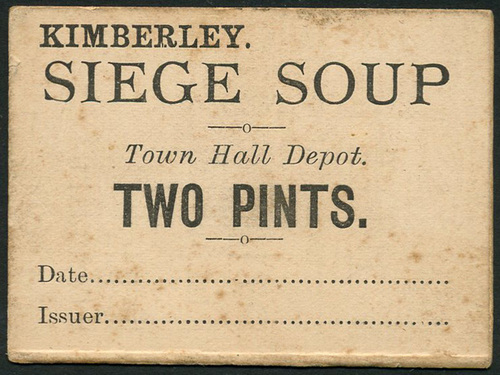 KIMBERLEY.
SIEGE SOUP
Town Hall Depot.
TWO PINTS.
Date.......................................................
Issuer.....................................................